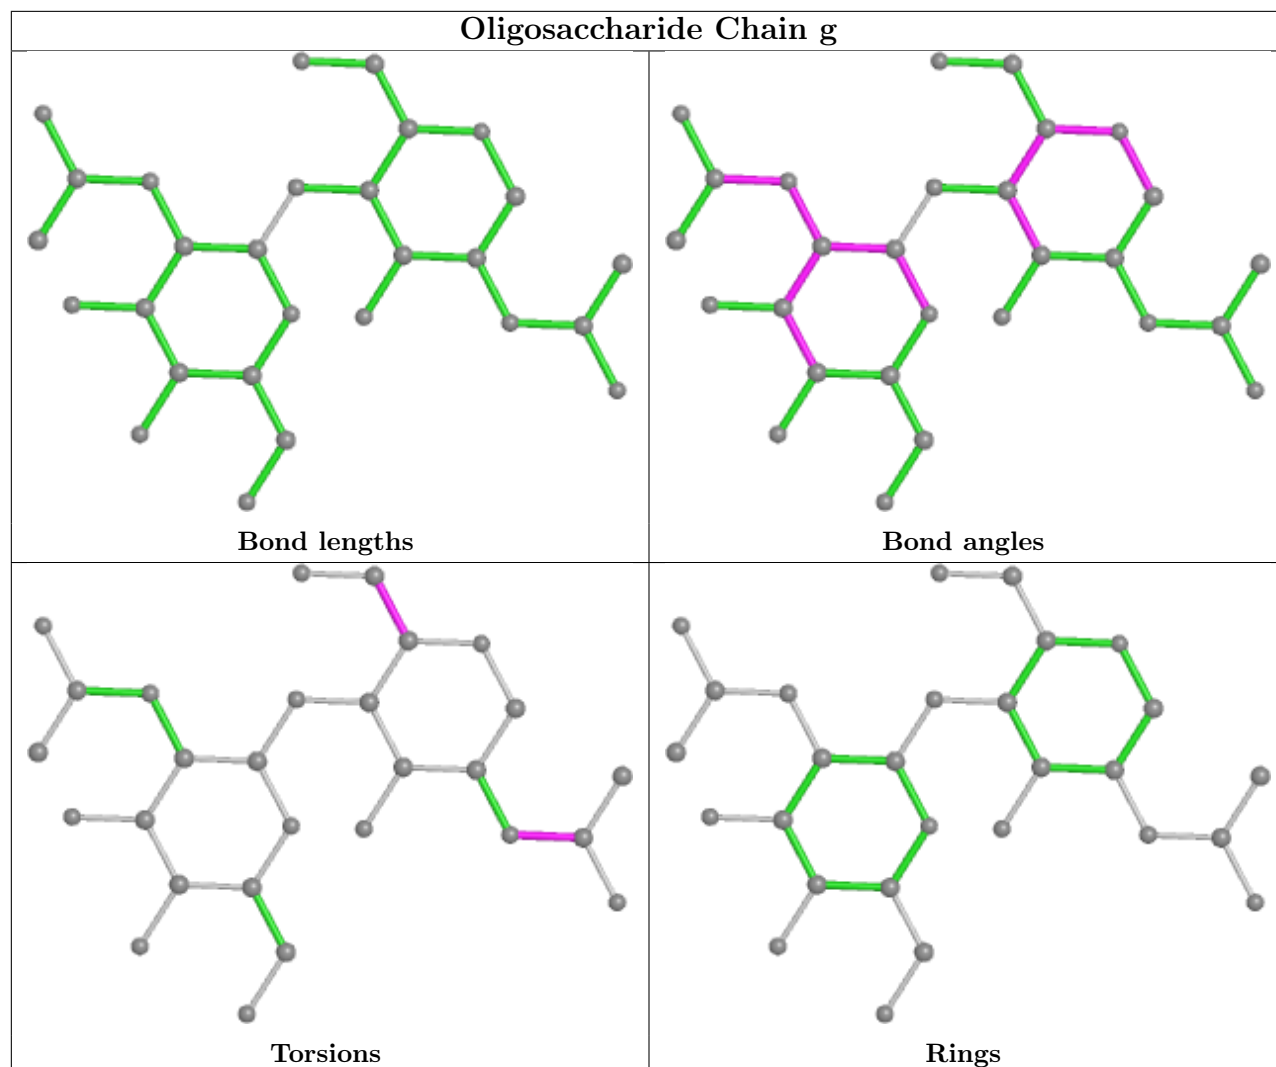 Oligosaccharide Chain g
Bond lengths
Bond angles
Torsions
Rings